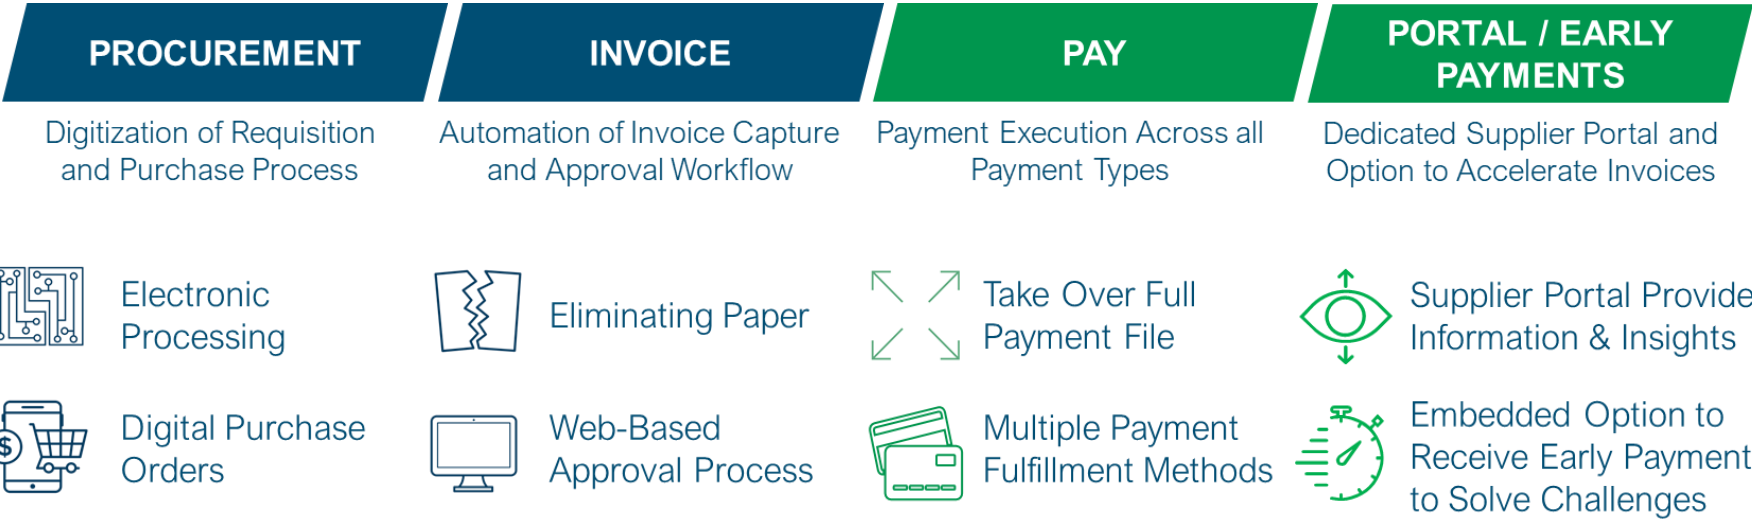 PROCUREMENT
Digitization of Requisition
and Purchase Process
Electronic
Processing
$
Digital Purchase
Orders
INVOICE
Automation of Invoice Capture
and Approval Workflow
Eliminating Paper
Web-Based
Approval Process
PAY
Payment Execution Across all
Payment Types
Take Over Full
Payment File
Multiple Payment
Fulfillment Methods
PORTAL / EARLY
PAYMENTS
Dedicated Supplier Portal and
Option to Accelerate Invoices
Supplier Portal Provide
Information & Insights
Embedded Option to
Receive Early Payment
to Solve Challenges